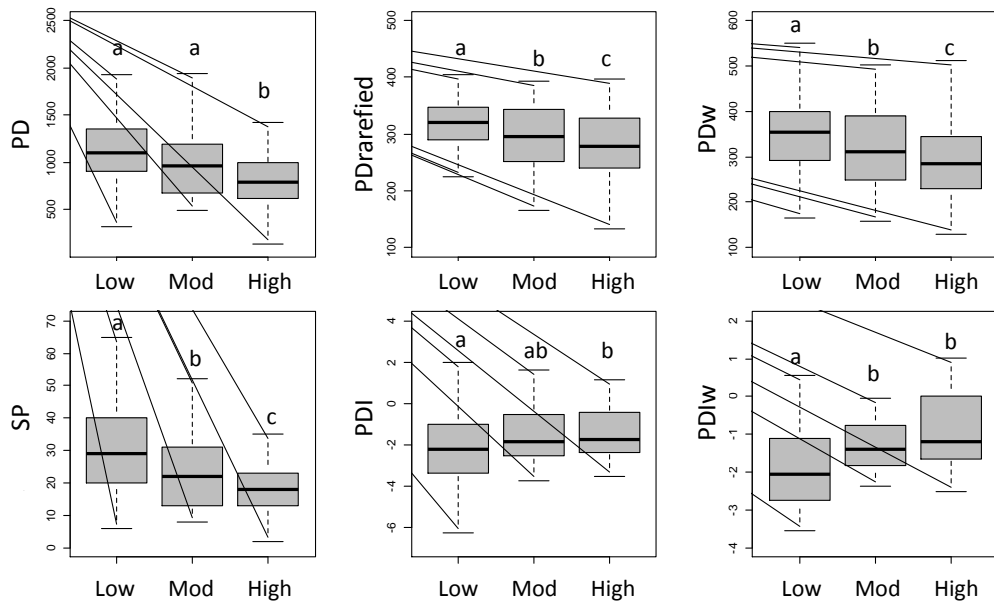 PD
2500
2000
1500
1000
500
a a b
Low Mod High
PDrarefied
500
400
300
200
100
a b c
Low Mod High
PDw
600
500
400
300
200
100
a b c
Low Mod High
SP
70
60
50
40
30
20
10
0
a b c
Low Mod High
PDI
4
2
0
-2
-4
-6
a ab b
Low Mod High
PDIw
2
1
0
-1
-2
-3
-4
a b b
Low Mod High